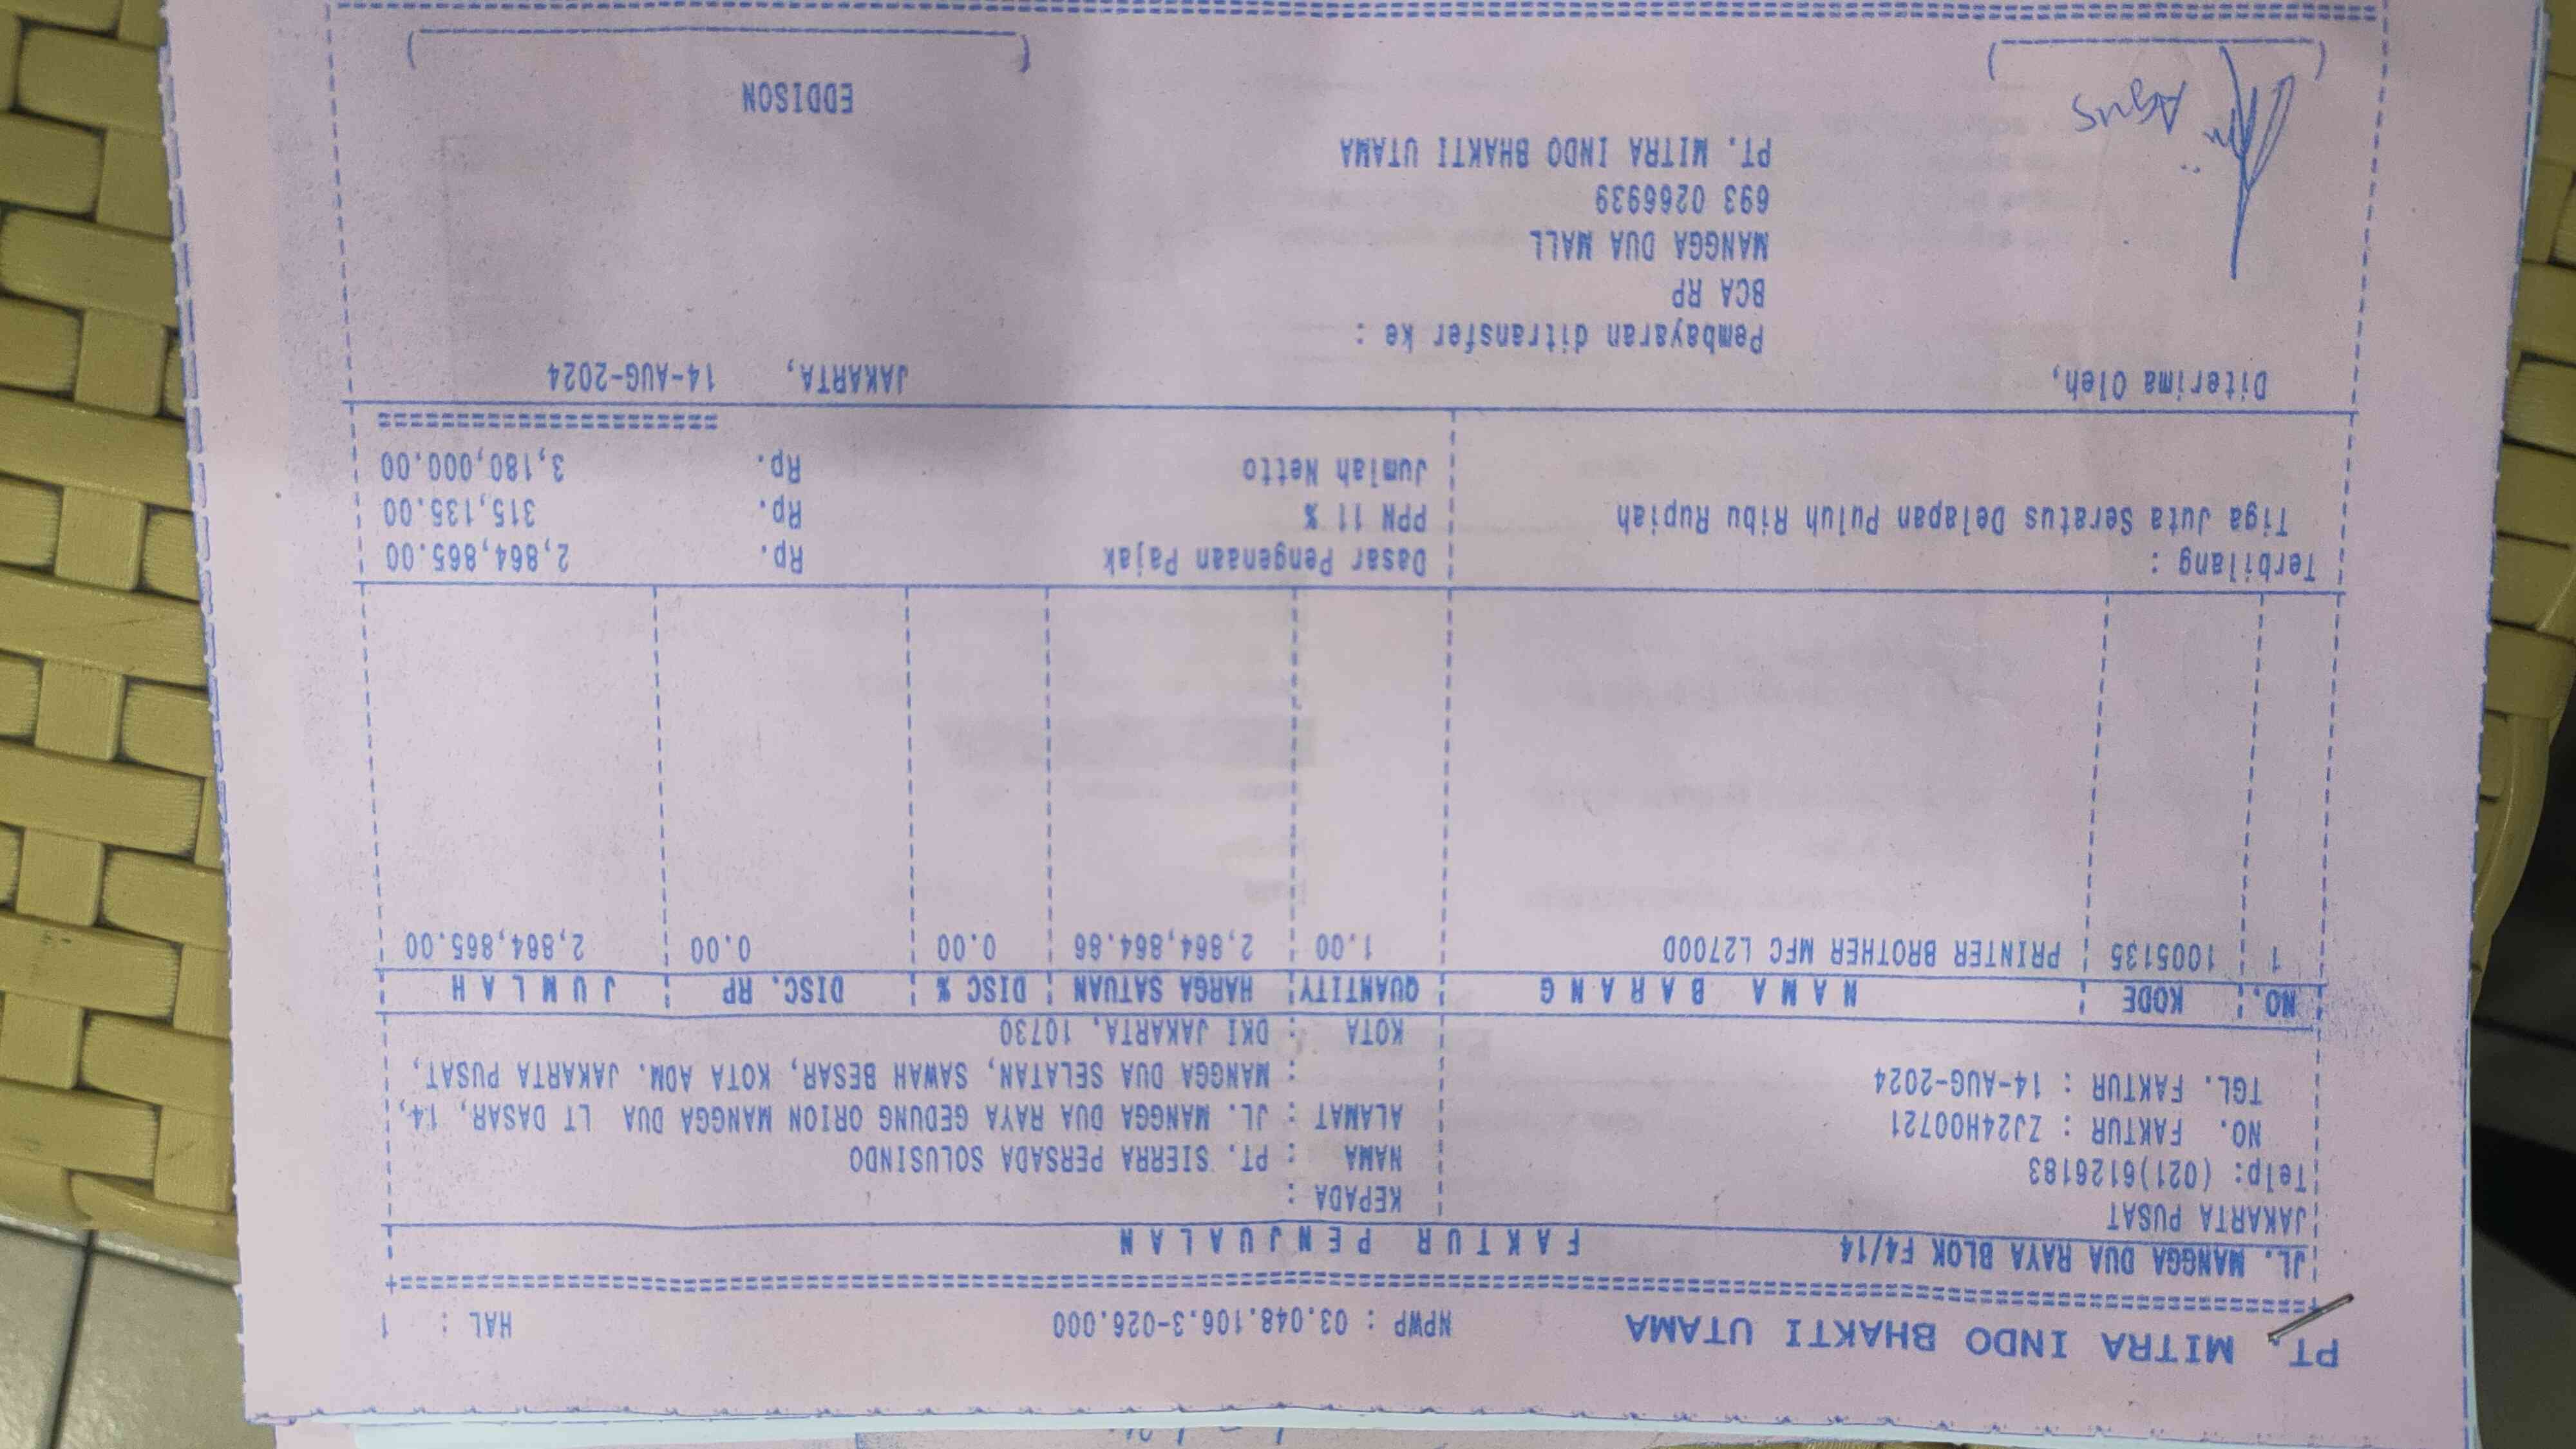 PT. MITRA INDO BHAKTI UTAMA NPWP : 03.048.106.3-026.000 HAL : 1
JL. MANGGA DUA RAYA BLOK F4/14 FAKTUR PENJUALAN
JAKARTA PUSAT
Telp: (021)6126183
NO. FAKTUR : ZJ24H00721
TGL. FAKTUR : 14-AUG-2024
KEPADA :
NAMA : PT. SIERRA PERSADA SOLUSINDO
ALAMAT : JL. MANGGA DUA RAYA GEDUNG ORION MANGGA DUA LT DASAR, 14,
: MANGGA DUA SELATAN, SAWAH BESAR, KOTA ADM. JAKARTA PUSAT,
KOTA : DKI JAKARTA, 10730
NO. KODE NAMA BARANG QUANTITY HARGA SATUAN DISC % DISC. RP JUMLAH
1 1005135 PRINTER BROTHER MFC L2700D 1.00 2,864,864.86 0.00 0.00 2,864,865.00
Terbilang :
Tiga Juta Seratus Delapan Puluh Ribu Rupiah
Dasar Pengenaan Pajak Rp. 2,864,865.00
PPN 11 % Rp. 315,135.00
Jumlah Netto Rp. 3,180,000.00
Diterima Oleh,
Agus
Pembayaran ditransfer ke :
BCA RP
MANGGA DUA MALL
693 0266939
PT. MITRA INDO BHAKTI UTAMA
JAKARTA, 14-AUG-2024
EDDISON